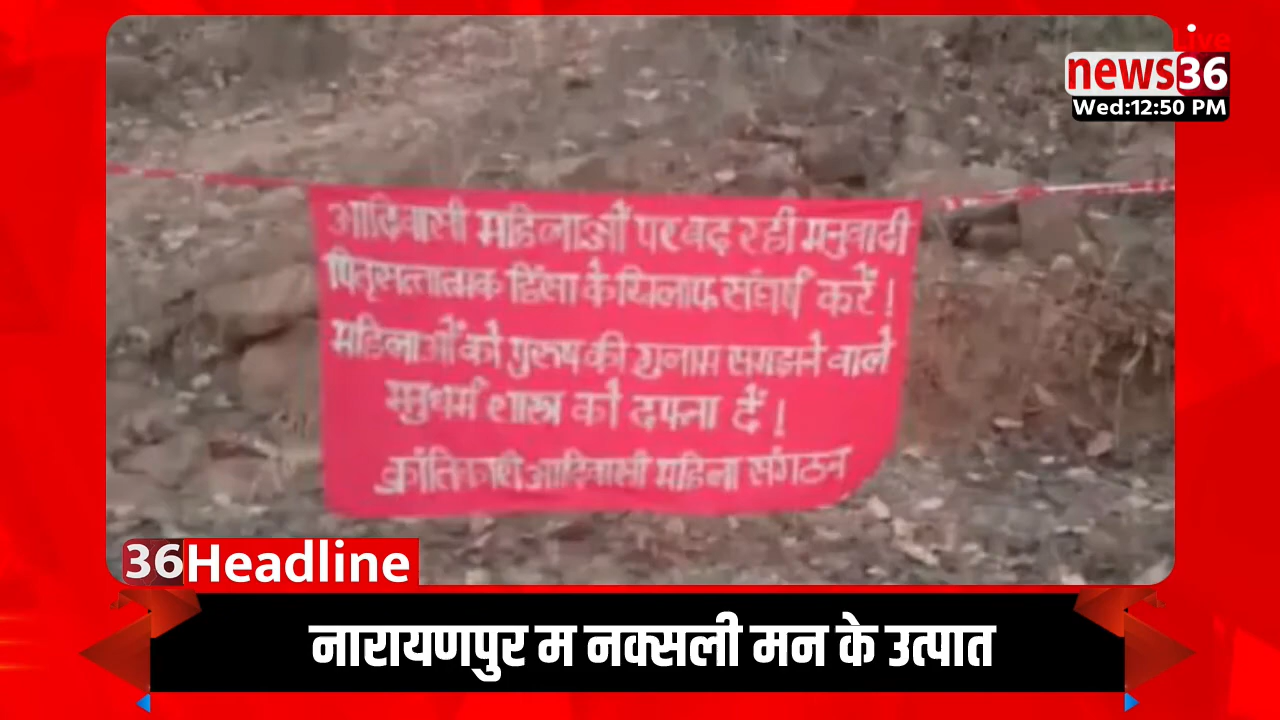 Live
news36
Wed:12:50 PM
आदिवासी महिलाओं पर बढ़ रही मनुवादी
पितृसत्तात्मक हिंसा के खिलाफ संघर्ष करें!
महिलाओं को पुरूष की गुलाम समझने वाले
मनुधर्म शास्त्र को दफना दें!
क्रांतिकारी आदिवासी महिला संगठन
36Headline
नारायणपुर म नक्सली मन के उत्पात